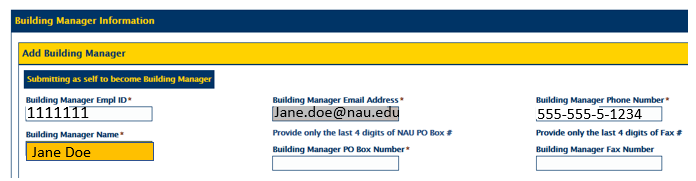 Building Manager Information
Add Building Manager
Submitting as self to become Building Manager
Building Manager Empl ID* Building Manager Email Address* Building Manager Phone Number*
1111111 Jane.doe@nau.edu 555-555-5-1234
Building Manager Name* Provide only the last 4 digits of NAU PO Box # Provide only the last 4 digits of Fax #
Jane Doe Building Manager PO Box Number* Building Manager Fax Number